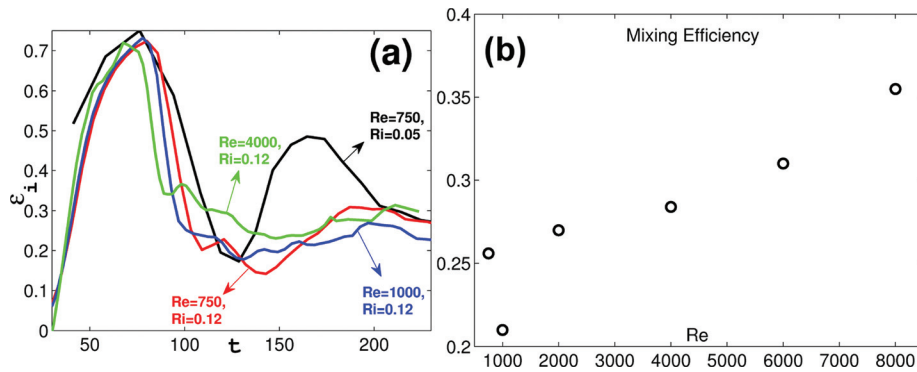 (a)
0.7
0.6
0.5
0.4
0.3
0.2
0.1
0
50
100
150
200
t
ε_i
Re=750,
Ri=0.05
Re=4000,
Ri=0.12
Re=750,
Ri=0.12
Re=1000,
Ri=0.12
(b)
Mixing Efficiency
0.4
0.35
0.3
0.25
0.2
Re
1000
2000
3000
4000
5000
6000
7000
8000